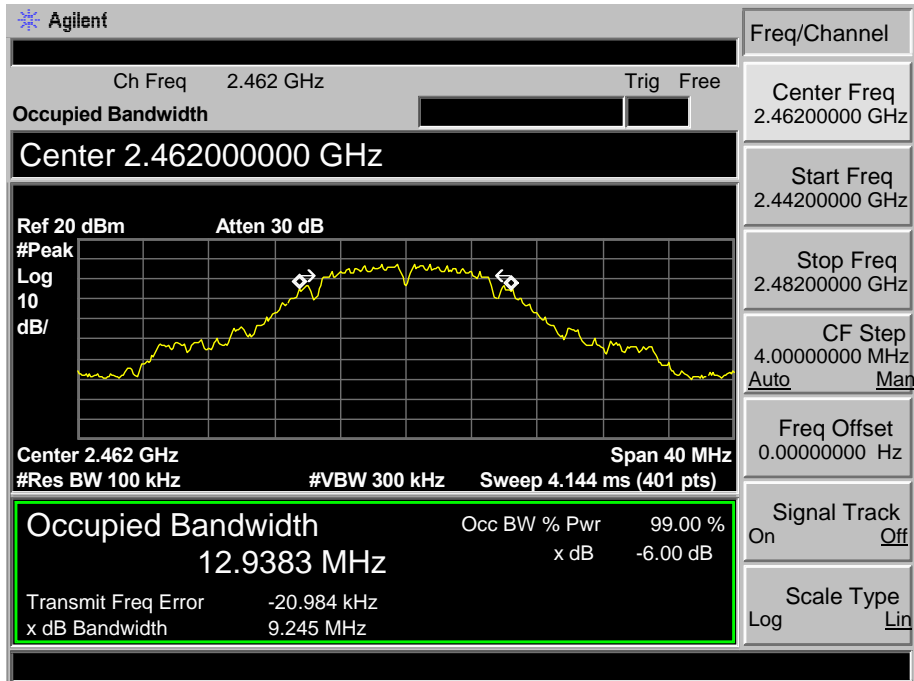 Agilent
Freq/Channel
Ch Freq 2.462 GHz Trig Free
Occupied Bandwidth
Center 2.462000000 GHz
Ref 20 dBm Atten 30 dB
#Peak
Log
10
dB/
Center 2.462 GHz Span 40 MHz
#Res BW 100 kHz #VBW 300 kHz Sweep 4.144 ms (401 pts)
Occupied Bandwidth Occ BW % Pwr 99.00 %
12.9383 MHz x dB -6.00 dB
Transmit Freq Error -20.984 kHz
x dB Bandwidth 9.245 MHz
Center Freq
2.46200000 GHz
Start Freq
2.44200000 GHz
Stop Freq
2.48200000 GHz
CF Step
4.00000000 MHz
Auto Man
Freq Offset
0.00000000 Hz
Signal Track
On Off
Scale Type
Log Lin